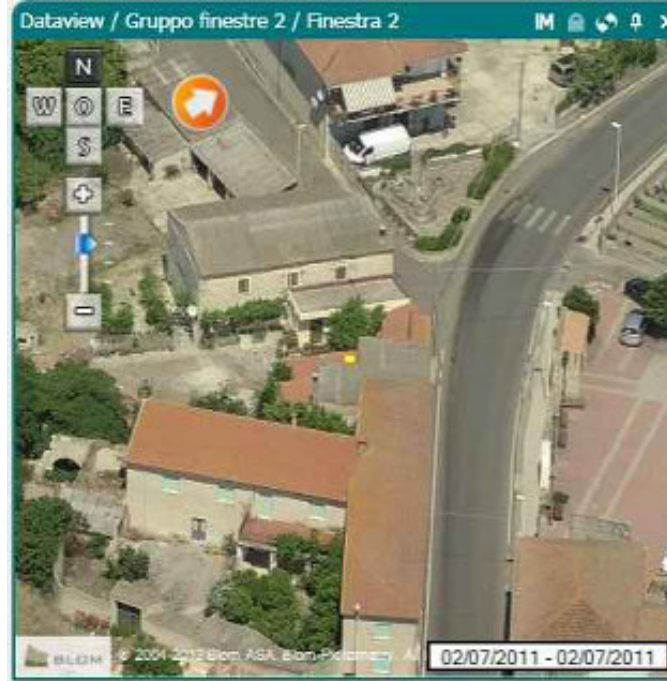 Dataview / Gruppo finestre 2 / Finestra 2
IM
N
W O E
S
BLOM
© 2004-2012 Blom ASA, Blom-Pictometry, A
02/07/2011 - 02/07/2011